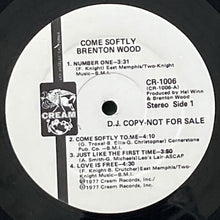 COME SOFTLY
BRENTON WOOD
1. NUMBER ONE-3:31
(F. Knight) East Memphis/Two-Knight
Music-B.M.I.
CR-1006
(CR-1006-A)
Produced by Hal Winn
& Brenton Wood
Stereo Side 1
CREAM
D.J. COPY-NOT FOR SALE
2. COME SOFTLY TO ME-4:10
(G. Troxel B. Ellis G. Christopher) Cornerstone
Pub. Co.-B.M.I.
3. JUST LIKE THE FIRST TIME-3:50
(A. Smith-G. Michael) Leo's Lair-ASCAP
4. LOVE IS FREE-4:30
(F. Knight-B. Crutcher) East Memphis/Two-
Knight Music-B.M.I.
©1977 Cream Records, Inc.
℗1977 Cream Records, Inc.